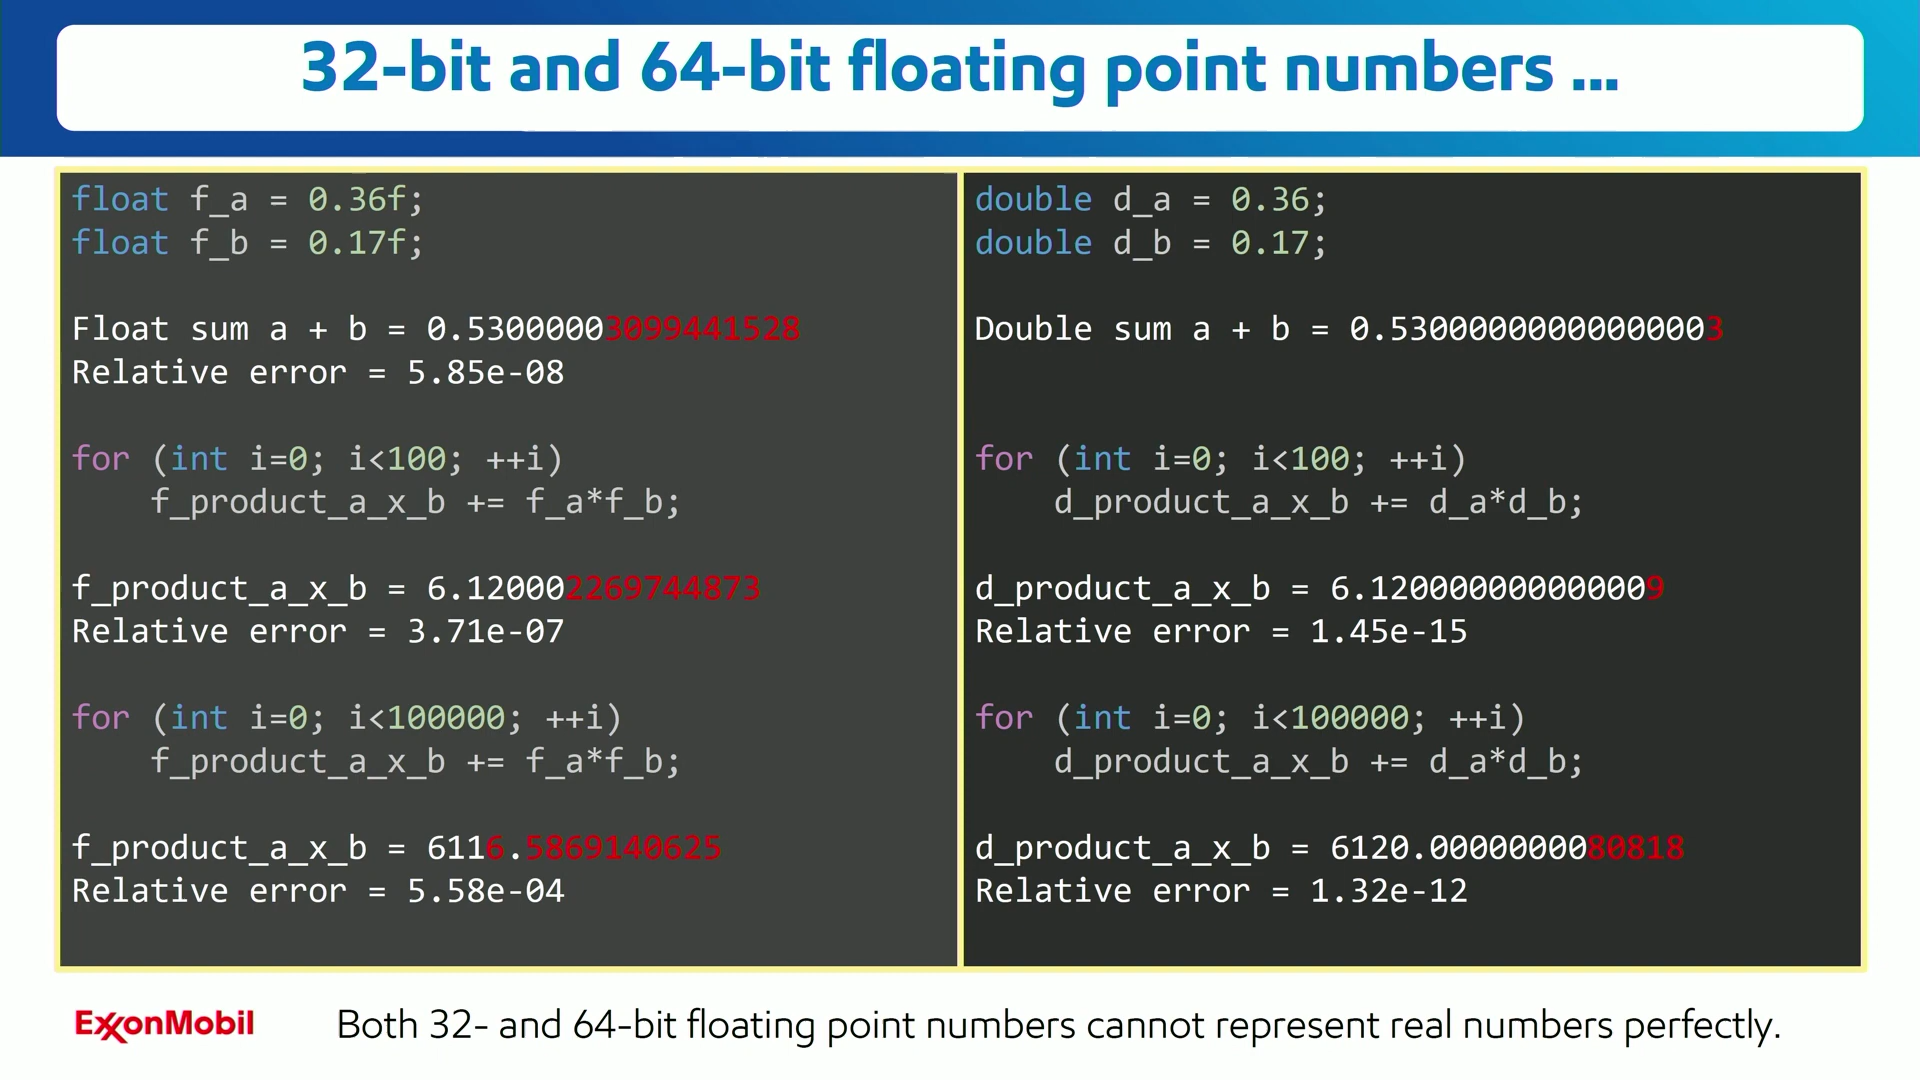 32-bit and 64-bit floating point numbers ...
float f_a = 0.36f;
float f_b = 0.17f;
Float sum a + b = 0.53000003099441528
Relative error = 5.85e-08
for (int i=0; i<100; ++i)
f_product_a_x_b += f_a*f_b;
f_product_a_x_b = 6.120002269744873
Relative error = 3.71e-07
for (int i=0; i<100000; ++i)
f_product_a_x_b += f_a*f_b;
f_product_a_x_b = 6116.5869140625
Relative error = 5.58e-04
double d_a = 0.36;
double d_b = 0.17;
Double sum a + b = 0.53000000000000003
for (int i=0; i<100; ++i)
d_product_a_x_b += d_a*d_b;
d_product_a_x_b = 6.120000000000009
Relative error = 1.45e-15
for (int i=0; i<100000; ++i)
d_product_a_x_b += d_a*d_b;
d_product_a_x_b = 6120.0000000080818
Relative error = 1.32e-12
ExxonMobil
Both 32- and 64-bit floating point numbers cannot represent real numbers perfectly.